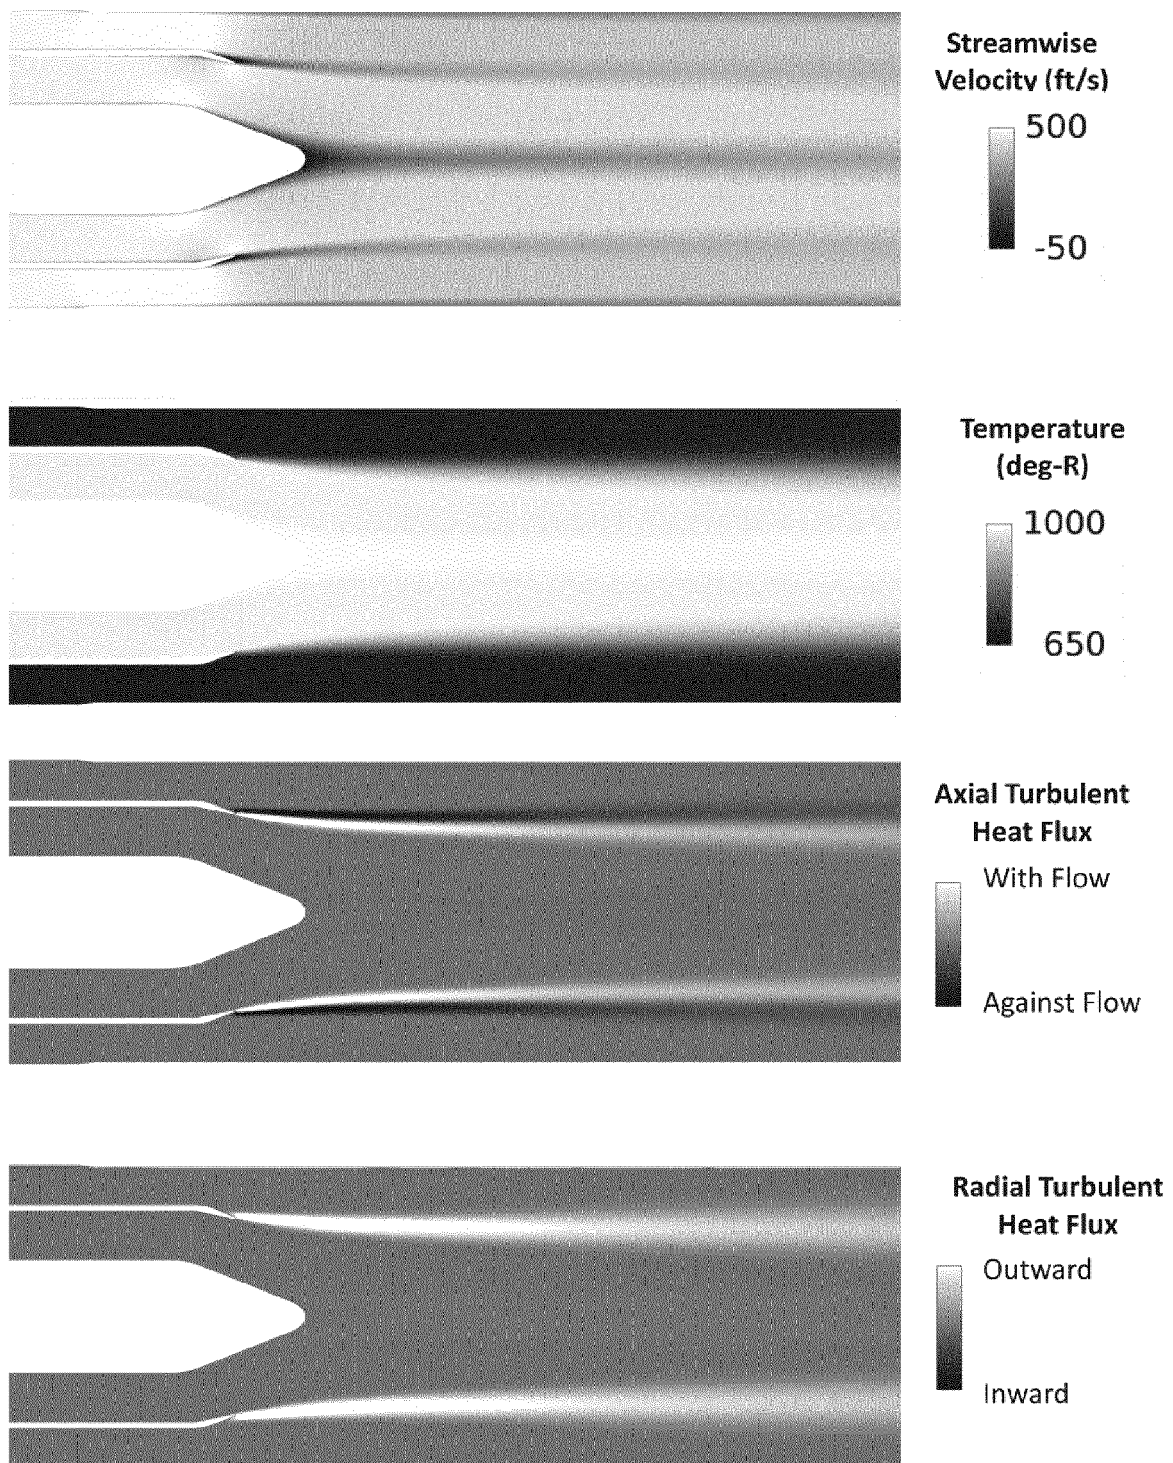 Streamwise
Velocity (ft/s)
500
-50
Temperature
(deg-R)
1000
650
Axial Turbulent
Heat Flux
With Flow
Against Flow
Radial Turbulent
Heat Flux
Outward
Inward